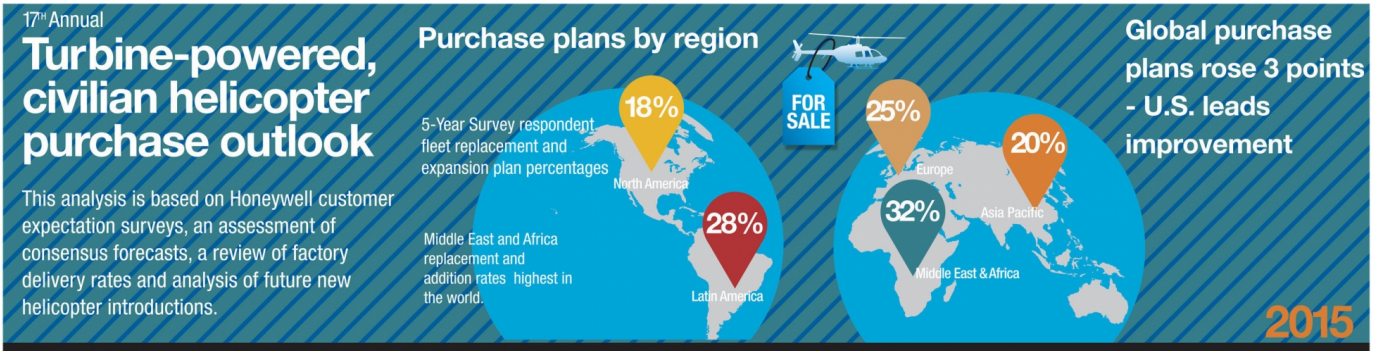 17TH Annual
Turbine-powered,
civilian helicopter
purchase outlook
This analysis is based on Honeywell customer
expectation surveys, an assessment of
consensus forecasts, a review of factory
delivery rates and analysis of future new
helicopter introductions.
Purchase plans by region
5-Year Survey respondent
fleet replacement and
expansion plan percentages
Middle East and Africa
replacement and
addition rates highest in
the world.
18%
North America
28%
Latin America
FOR
SALE
25%
Europe
20%
Asia Pacific
32%
Middle East & Africa
Global purchase
plans rose 3 points
- U.S. leads
improvement
2015